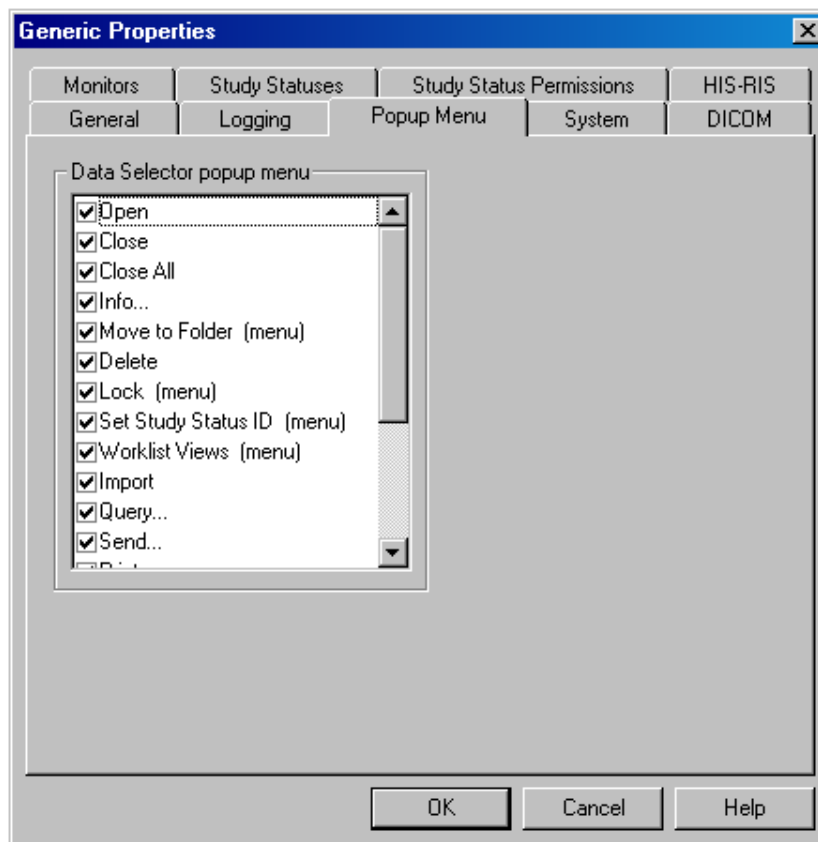 Generic Properties
Monitors Study Statuses Study Status Permissions HIS-RIS
General Logging Popup Menu System DICOM
Data Selector popup menu
Open
Close
Close All
Info...
Move to Folder (menu)
Delete
Lock (menu)
Set Study Status ID (menu)
Worklist Views (menu)
Import
Query...
Send...
OK Cancel Help